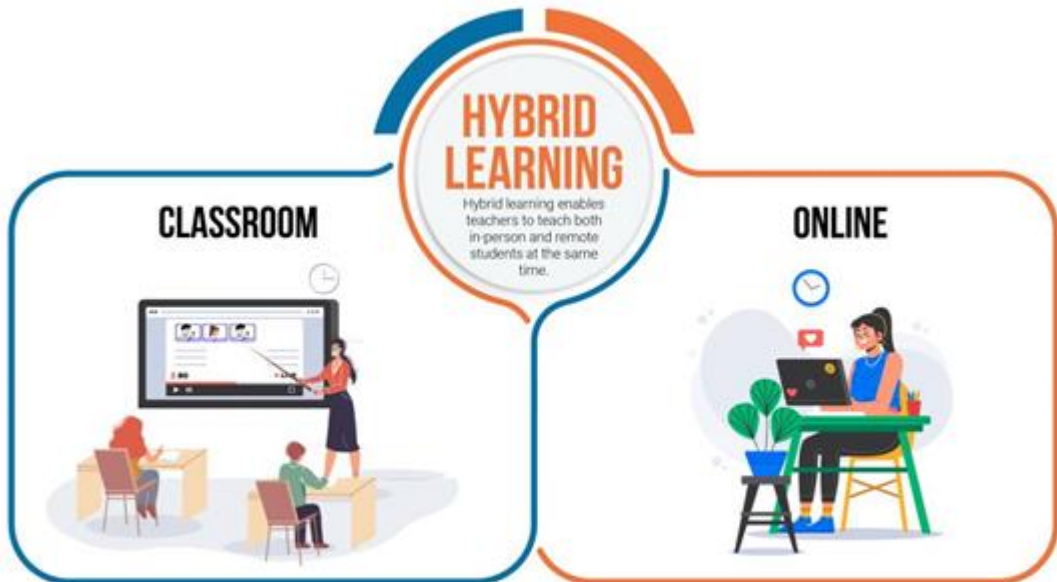 HYBRID
LEARNING
Hybrid learning enables
teachers to teach both
in-person and remote
students at the same
time.
CLASSROOM
ONLINE